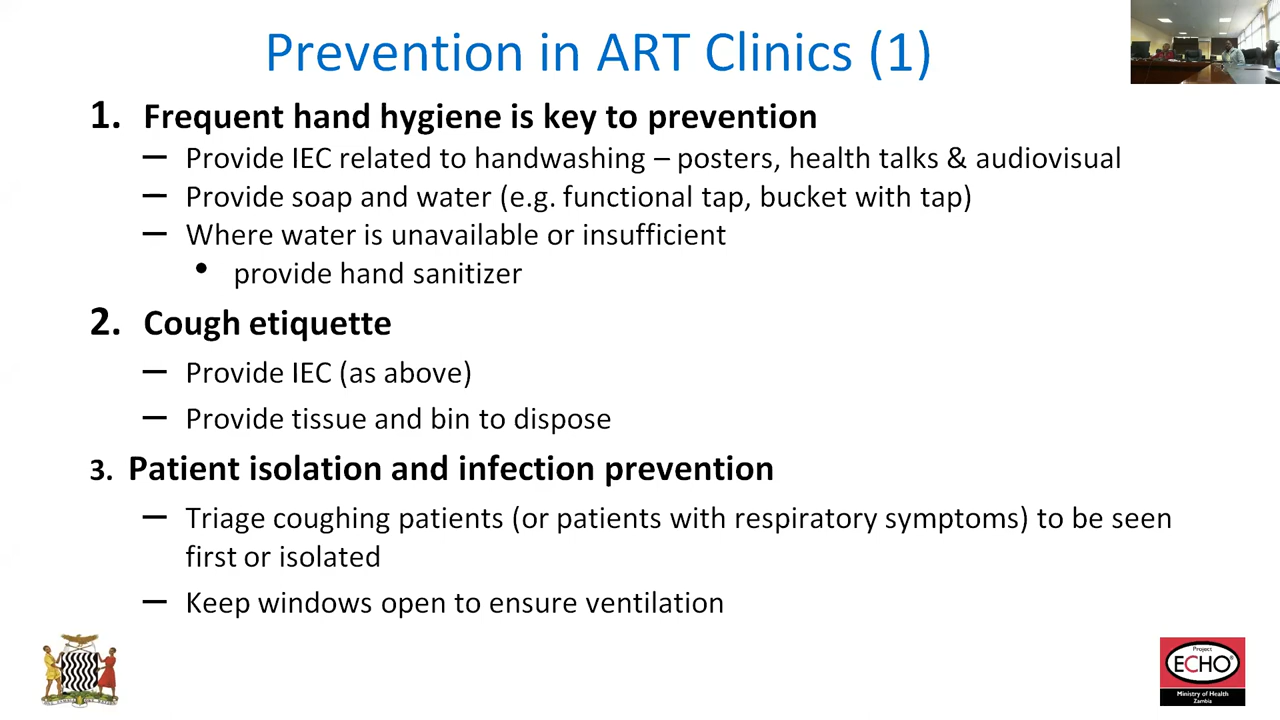 Prevention in ART Clinics (1)
1. Frequent hand hygiene is key to prevention
– Provide IEC related to handwashing – posters, health talks & audiovisual
– Provide soap and water (e.g. functional tap, bucket with tap)
– Where water is unavailable or insufficient
• provide hand sanitizer
2. Cough etiquette
– Provide IEC (as above)
– Provide tissue and bin to dispose
3. Patient isolation and infection prevention
– Triage coughing patients (or patients with respiratory symptoms) to be seen
first or isolated
– Keep windows open to ensure ventilation
Project
ECHO®
Ministry of Health
Zambia